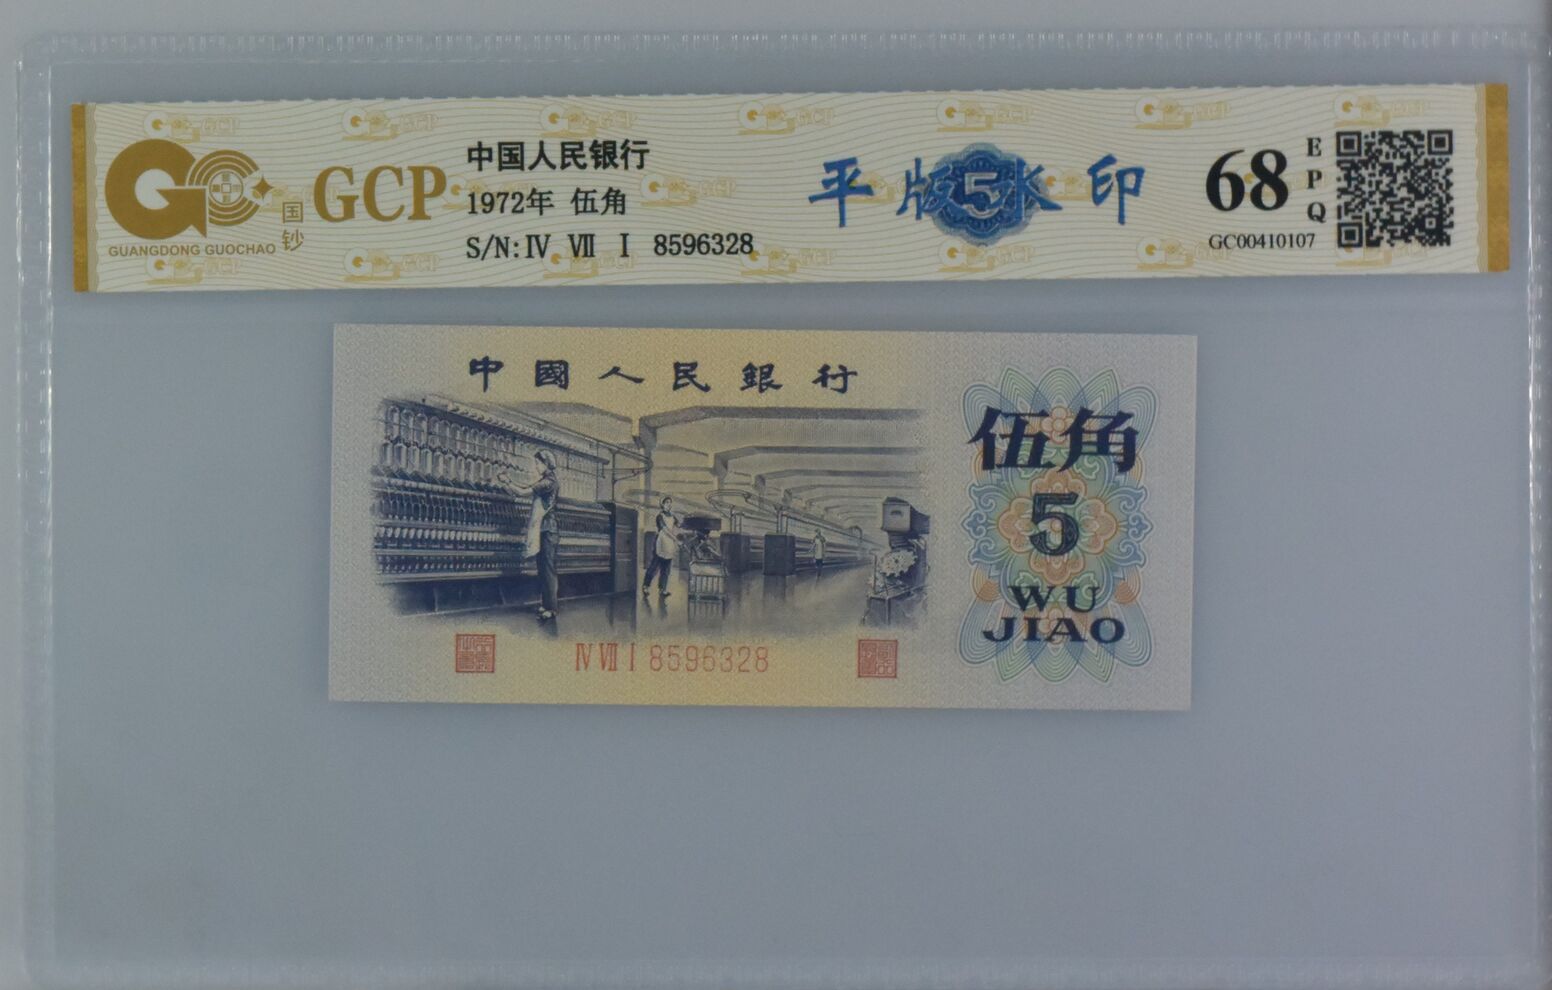 GCP
国
钞
GUANGDONG GUOCHAO
中国人民银行
1972年 伍角
S/N:Ⅳ Ⅶ Ⅰ 8596328
平版水印
5
68
E
P
Q
GC00410107
中國人民銀行
伍角
5
WU
JIAO
Ⅳ Ⅶ Ⅰ 8596328